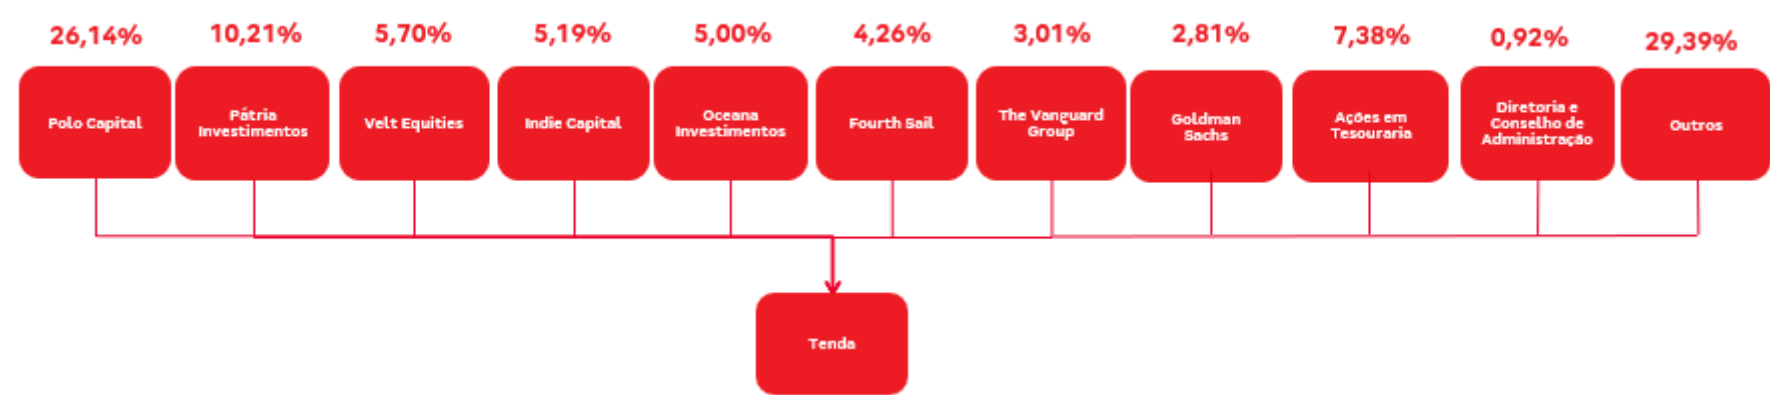 26,14% 10,21% 5,70% 5,19% 5,00% 4,26% 3,01% 2,81% 7,38% 0,92% 29,39%
Polo Capital
Pátria
Investimentos
Velt Equities
Indie Capital
Oceana
Investimentos
Fourth Sail
The Vanguard
Group
Goldman
Sachs
Ações em
Tesouraria
Diretoria e
Conselho de
Administração
Outros
Tenda